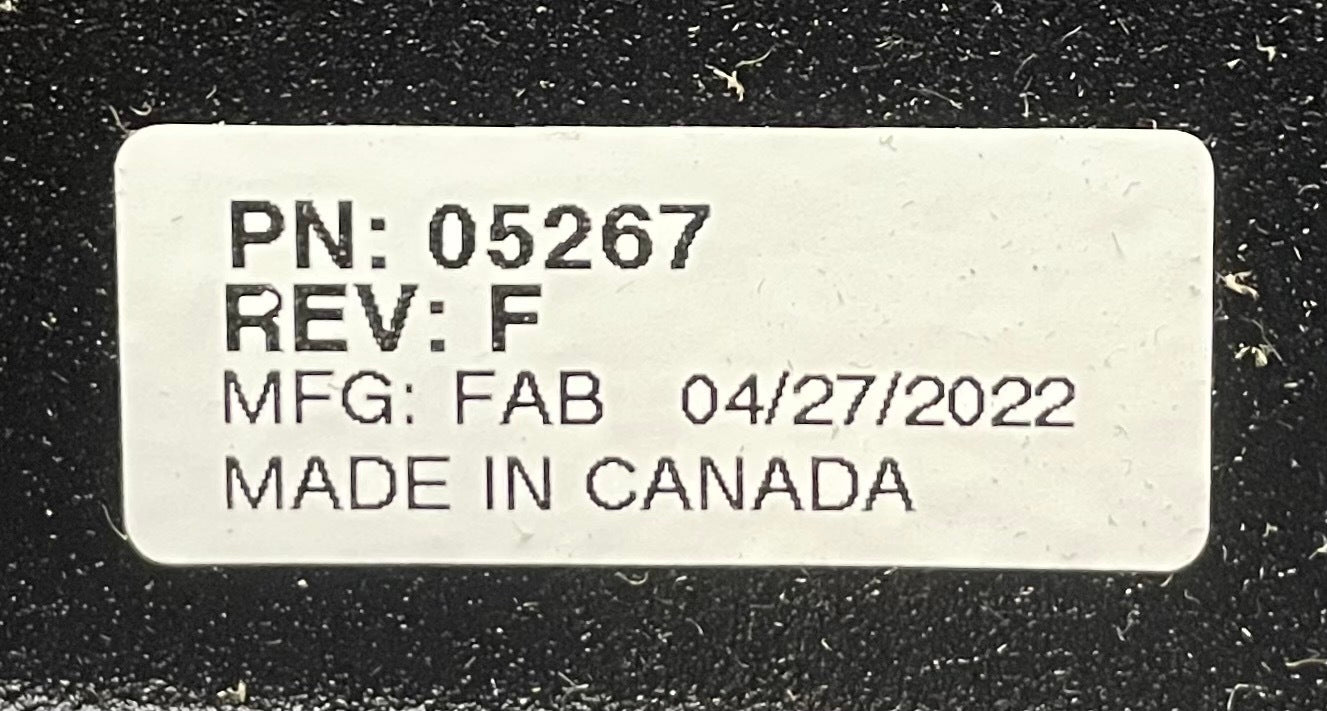 PN: 05267
REV: F
MFG: FAB 04/27/2022
MADE IN CANADA